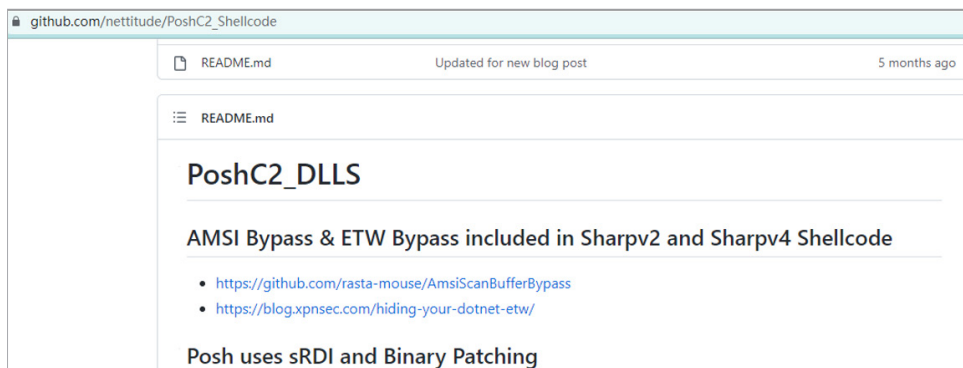 github.com/nettitude/PoshC2_Shellcode
README.md Updated for new blog post 5 months ago
README.md
PoshC2_DLLS
AMSI Bypass & ETW Bypass included in Sharpv2 and Sharpv4 Shellcode
https://github.com/rasta-mouse/AmsiScanBufferBypass
https://blog.xpnsec.com/hiding-your-dotnet-etw/
Posh uses sRDI and Binary Patching